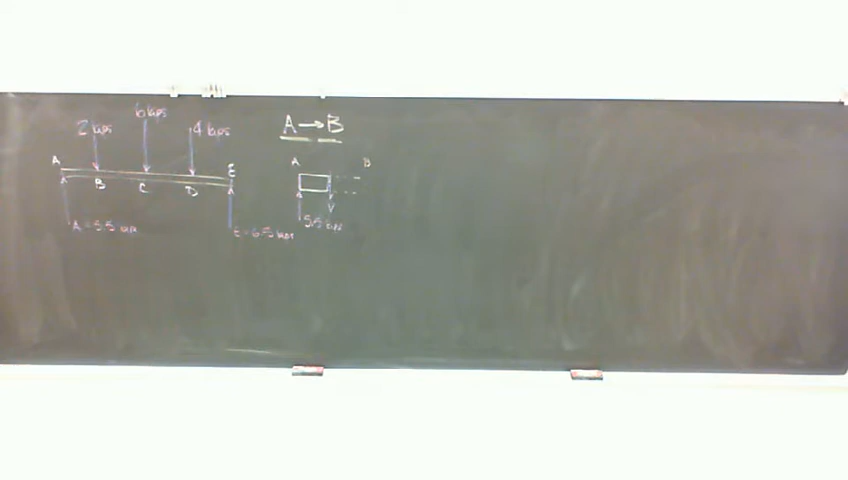 6 kips
2 kips
4 kips
A → B
A
E
A
B
B
C
D
A = 5.5 kips
E = 6.5 kips
5.5 kips
V